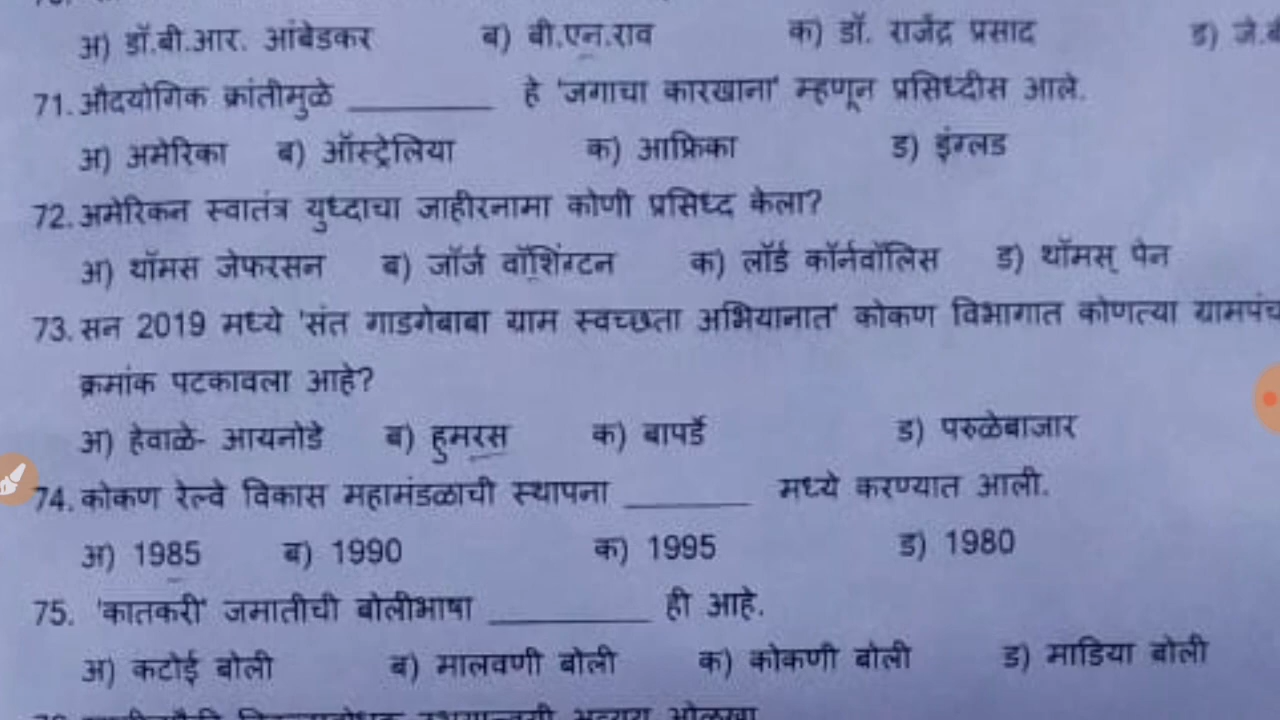 अ) डॉ.बी.आर. आंबेडकर ब) बी.एन.राव क) डॉ. राजेंद्र प्रसाद ड) जे.बी
71. औदयोगिक क्रांतीमुळे ________ हे 'जगाचा कारखाना' म्हणून प्रसिध्दीस आले.
अ) अमेरिका ब) ऑस्ट्रेलिया क) आफ्रिका ड) इंग्लड
72. अमेरिकन स्वातंत्र युध्दाचा जाहीरनामा कोणी प्रसिध्द केला?
अ) थॉमस जेफरसन ब) जॉर्ज वॉशिंग्टन क) लॉर्ड कॉर्नवॉलिस ड) थॉमस् पेन
73. सन 2019 मध्ये 'संत गाडगेबाबा ग्राम स्वच्छता अभियानात' कोकण विभागात कोणत्या ग्रामपंच
क्रमांक पटकावला आहे?
अ) हेवाळे- आयनोडे ब) हुमरस क) बापर्डे ड) परुळेबाजार
74. कोकण रेल्वे विकास महामंडळाची स्थापना _______ मध्ये करण्यात आली.
अ) 1985 ब) 1990 क) 1995 ड) 1980
75. 'कातकरी' जमातीची बोलीभाषा _________ ही आहे.
अ) कटोई बोली ब) मालवणी बोली क) कोकणी बोली ड) माडिया बोली